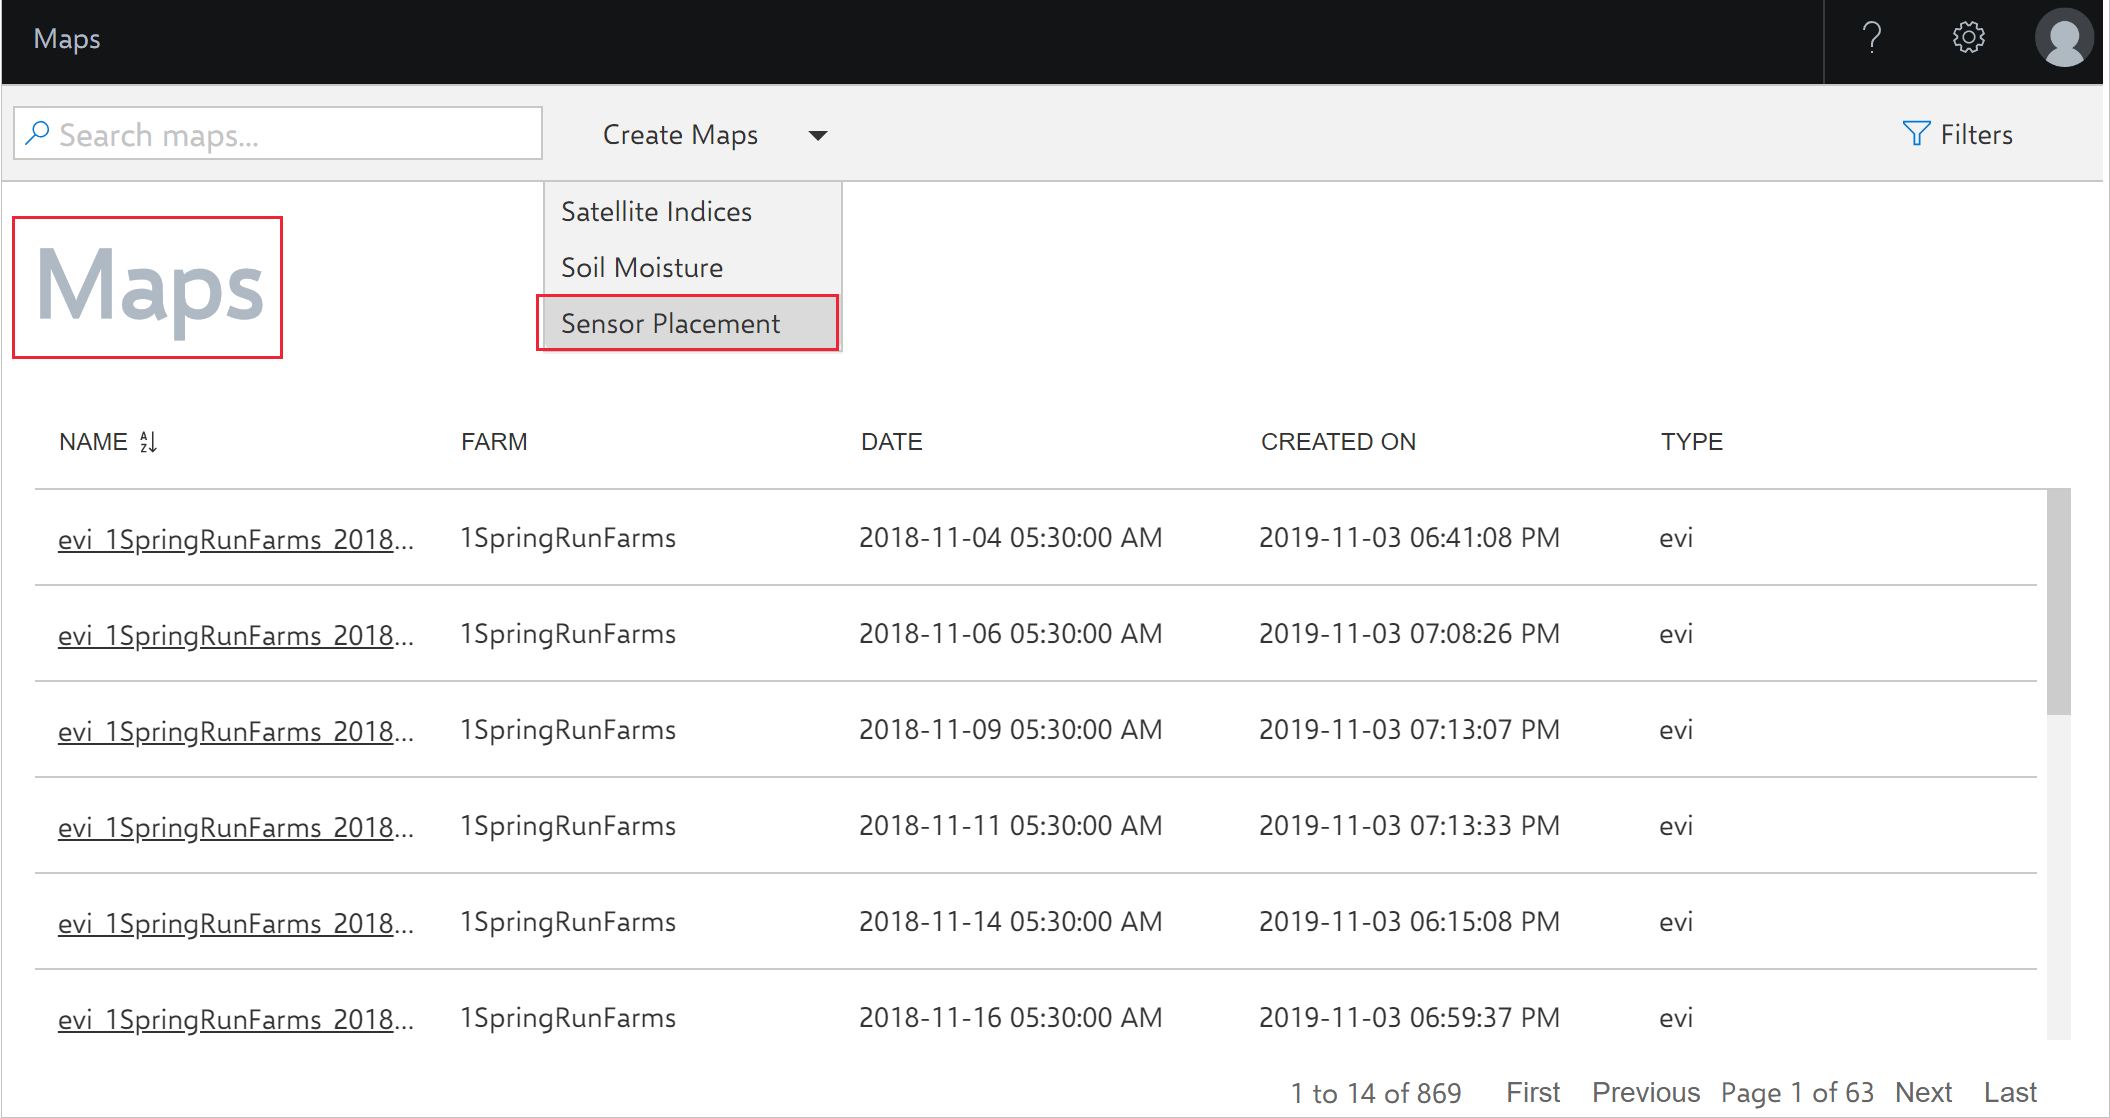 Maps
Search maps... Create Maps Filters
Satellite Indices
Soil Moisture
Sensor Placement
Maps
NAME FARM DATE CREATED ON TYPE
evi_1SpringRunFarms_2018... 1SpringRunFarms 2018-11-04 05:30:00 AM 2019-11-03 06:41:08 PM evi
evi_1SpringRunFarms_2018... 1SpringRunFarms 2018-11-06 05:30:00 AM 2019-11-03 07:08:26 PM evi
evi_1SpringRunFarms_2018... 1SpringRunFarms 2018-11-09 05:30:00 AM 2019-11-03 07:13:07 PM evi
evi_1SpringRunFarms_2018... 1SpringRunFarms 2018-11-11 05:30:00 AM 2019-11-03 07:13:33 PM evi
evi_1SpringRunFarms_2018... 1SpringRunFarms 2018-11-14 05:30:00 AM 2019-11-03 06:15:08 PM evi
evi_1SpringRunFarms_2018... 1SpringRunFarms 2018-11-16 05:30:00 AM 2019-11-03 06:59:37 PM evi
1 to 14 of 869 First Previous Page 1 of 63 Next Last